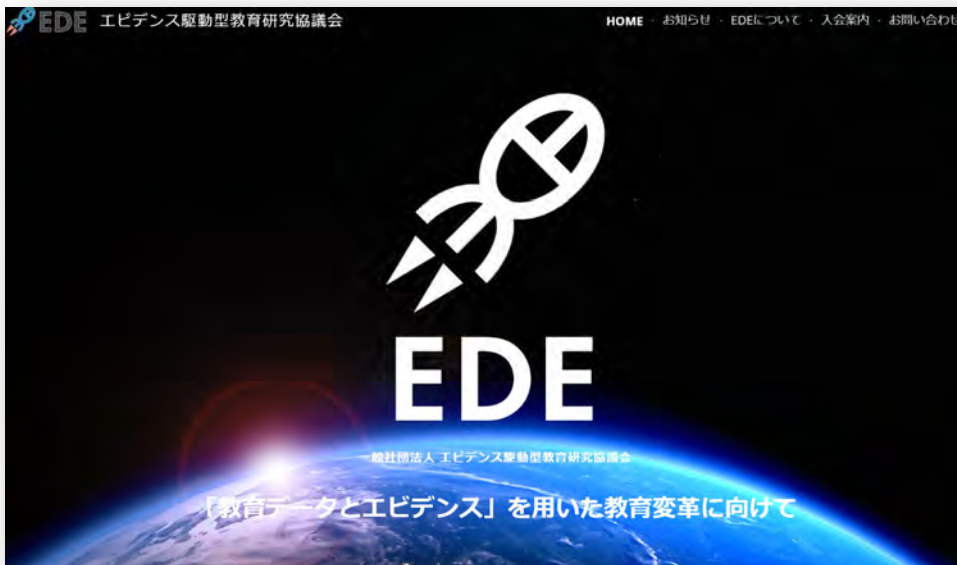 EDE エビデンス駆動型教育研究協議会
HOME · お知らせ · EDEについて · 入会案内 · お問い合わせ
EDE
一般社団法人 エビデンス駆動型教育研究協議会
「教育データとエビデンス」を用いた教育変革に向けて